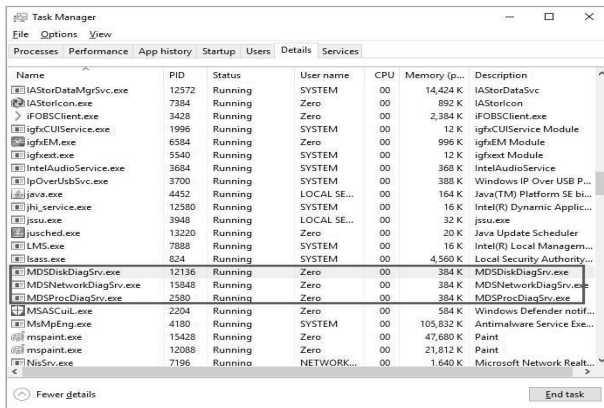 Task Manager
File Options View
Processes Performance App history Startup Users Details Services
Name PID Status User name CPU Memory (p... Description
IAStorDataMgrSvc.exe 12572 Running SYSTEM 00 14,424 K IAStorDataSvc
IAStorIcon.exe 7384 Running Zero 00 892 K IAStorIcon
iFOBSClient.exe 3428 Running Zero 00 2,384 K iFOBSClient.exe
igfxCUIService.exe 1996 Running SYSTEM 00 12 K igfxCUIService Module
igfxEM.exe 6584 Running Zero 00 996 K igfxEM Module
igfxext.exe 5540 Running SYSTEM 00 12 K igfxext Module
IntelAudioService.exe 3684 Running SYSTEM 00 368 K IntelAudioService
IpOverUsbSvc.exe 3700 Running SYSTEM 00 388 K Windows IP Over USB P...
java.exe 4452 Running LOCAL SE... 00 164 K Java(TM) Platform SE bi...
jhi_service.exe 12580 Running SYSTEM 00 16 K Intel(R) Dynamic Applic...
jssu.exe 3948 Running LOCAL SE... 00 32 K jssu.exe
jusched.exe 13220 Running Zero 00 20 K Java Update Scheduler
LMS.exe 7888 Running SYSTEM 00 16 K Intel(R) Local Managem...
lsass.exe 824 Running SYSTEM 00 4,560 K Local Security Authority...
MDSDiskDiagSrv.exe 12136 Running Zero 00 384 K MDSDiskDiagSrv.exe
MDSNetworkDiagSrv.exe 15848 Running Zero 00 384 K MDSNetworkDiagSrv.exe
MDSProcDiagSrv.exe 2580 Running Zero 00 384 K MDSProcDiagSrv.exe
MSASCuiL.exe 2204 Running Zero 00 584 K Windows Defender notif...
MsMpEng.exe 4180 Running SYSTEM 00 105,832 K Antimalware Service Exe...
mspaint.exe 15428 Running Zero 00 47,680 K Paint
mspaint.exe 12088 Running Zero 00 21,812 K Paint
NisSrv.exe 7196 Running NETWORK... 00 1,640 K Microsoft Network Realt...
Fewer details End task